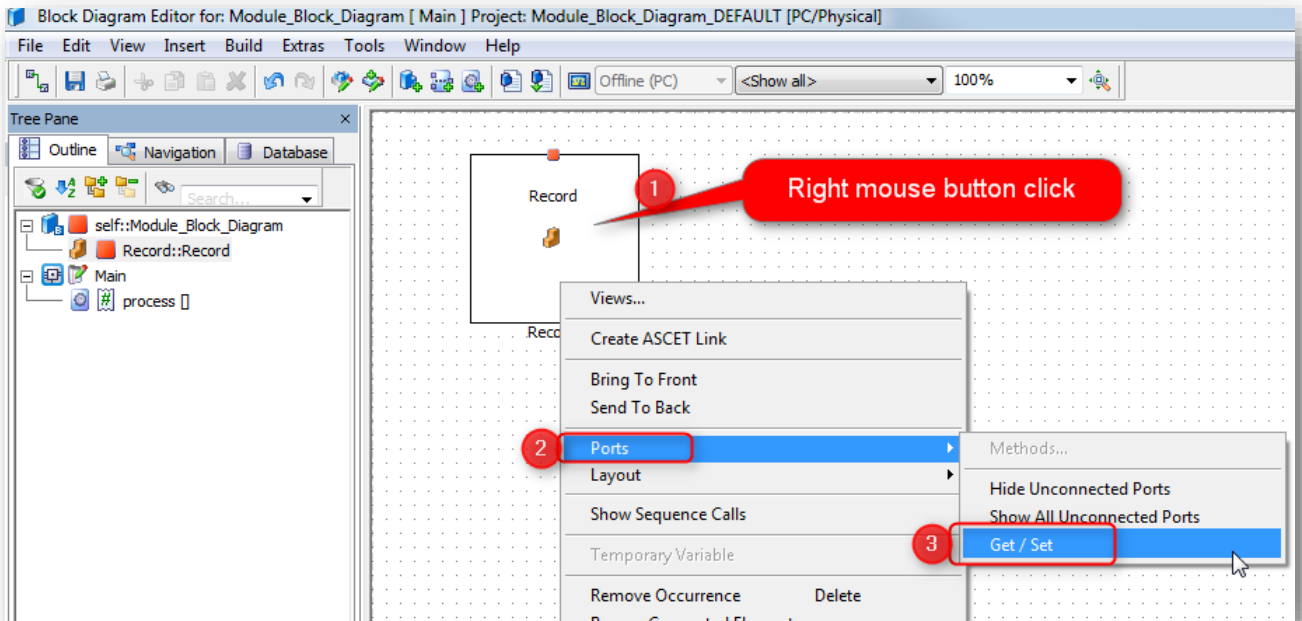 Block Diagram Editor for: Module_Block_Diagram [ Main ] Project: Module_Block_Diagram_DEFAULT [PC/Physical]
File Edit View Insert Build Extras Tools Window Help
Offline (PC) <Show all> 100%
Tree Pane
Outline Navigation Database
Search...
self::Module_Block_Diagram
Record::Record
Main
process []
Record
1
Right mouse button click
Views...
Create ASCET Link
Bring To Front
Send To Back
2
Ports
Layout
Show Sequence Calls
Temporary Variable
Remove Occurrence Delete
Methods...
Hide Unconnected Ports
Show All Unconnected Ports
3
Get / Set